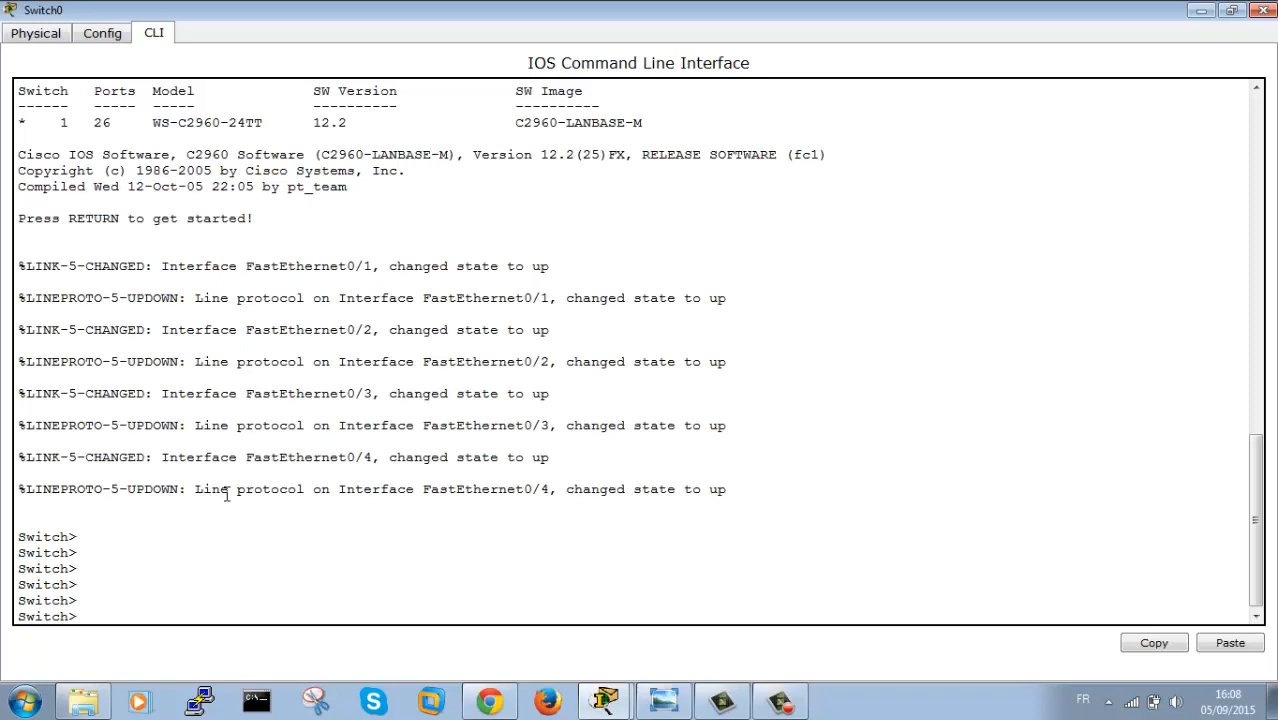 Switch0
Physical Config CLI
IOS Command Line Interface
Switch Ports Model SW Version SW Image
------ ----- ----- ---------- ----------
* 1 26 WS-C2960-24TT 12.2 C2960-LANBASE-M
Cisco IOS Software, C2960 Software (C2960-LANBASE-M), Version 12.2(25)FX, RELEASE SOFTWARE (fc1)
Copyright (c) 1986-2005 by Cisco Systems, Inc.
Compiled Wed 12-Oct-05 22:05 by pt_team
Press RETURN to get started!
%LINK-5-CHANGED: Interface FastEthernet0/1, changed state to up
%LINEPROTO-5-UPDOWN: Line protocol on Interface FastEthernet0/1, changed state to up
%LINK-5-CHANGED: Interface FastEthernet0/2, changed state to up
%LINEPROTO-5-UPDOWN: Line protocol on Interface FastEthernet0/2, changed state to up
%LINK-5-CHANGED: Interface FastEthernet0/3, changed state to up
%LINEPROTO-5-UPDOWN: Line protocol on Interface FastEthernet0/3, changed state to up
%LINK-5-CHANGED: Interface FastEthernet0/4, changed state to up
%LINEPROTO-5-UPDOWN: Line protocol on Interface FastEthernet0/4, changed state to up
Switch>
Switch>
Switch>
Switch>
Switch>
Switch>
Copy Paste
FR 16:08
05/09/2015